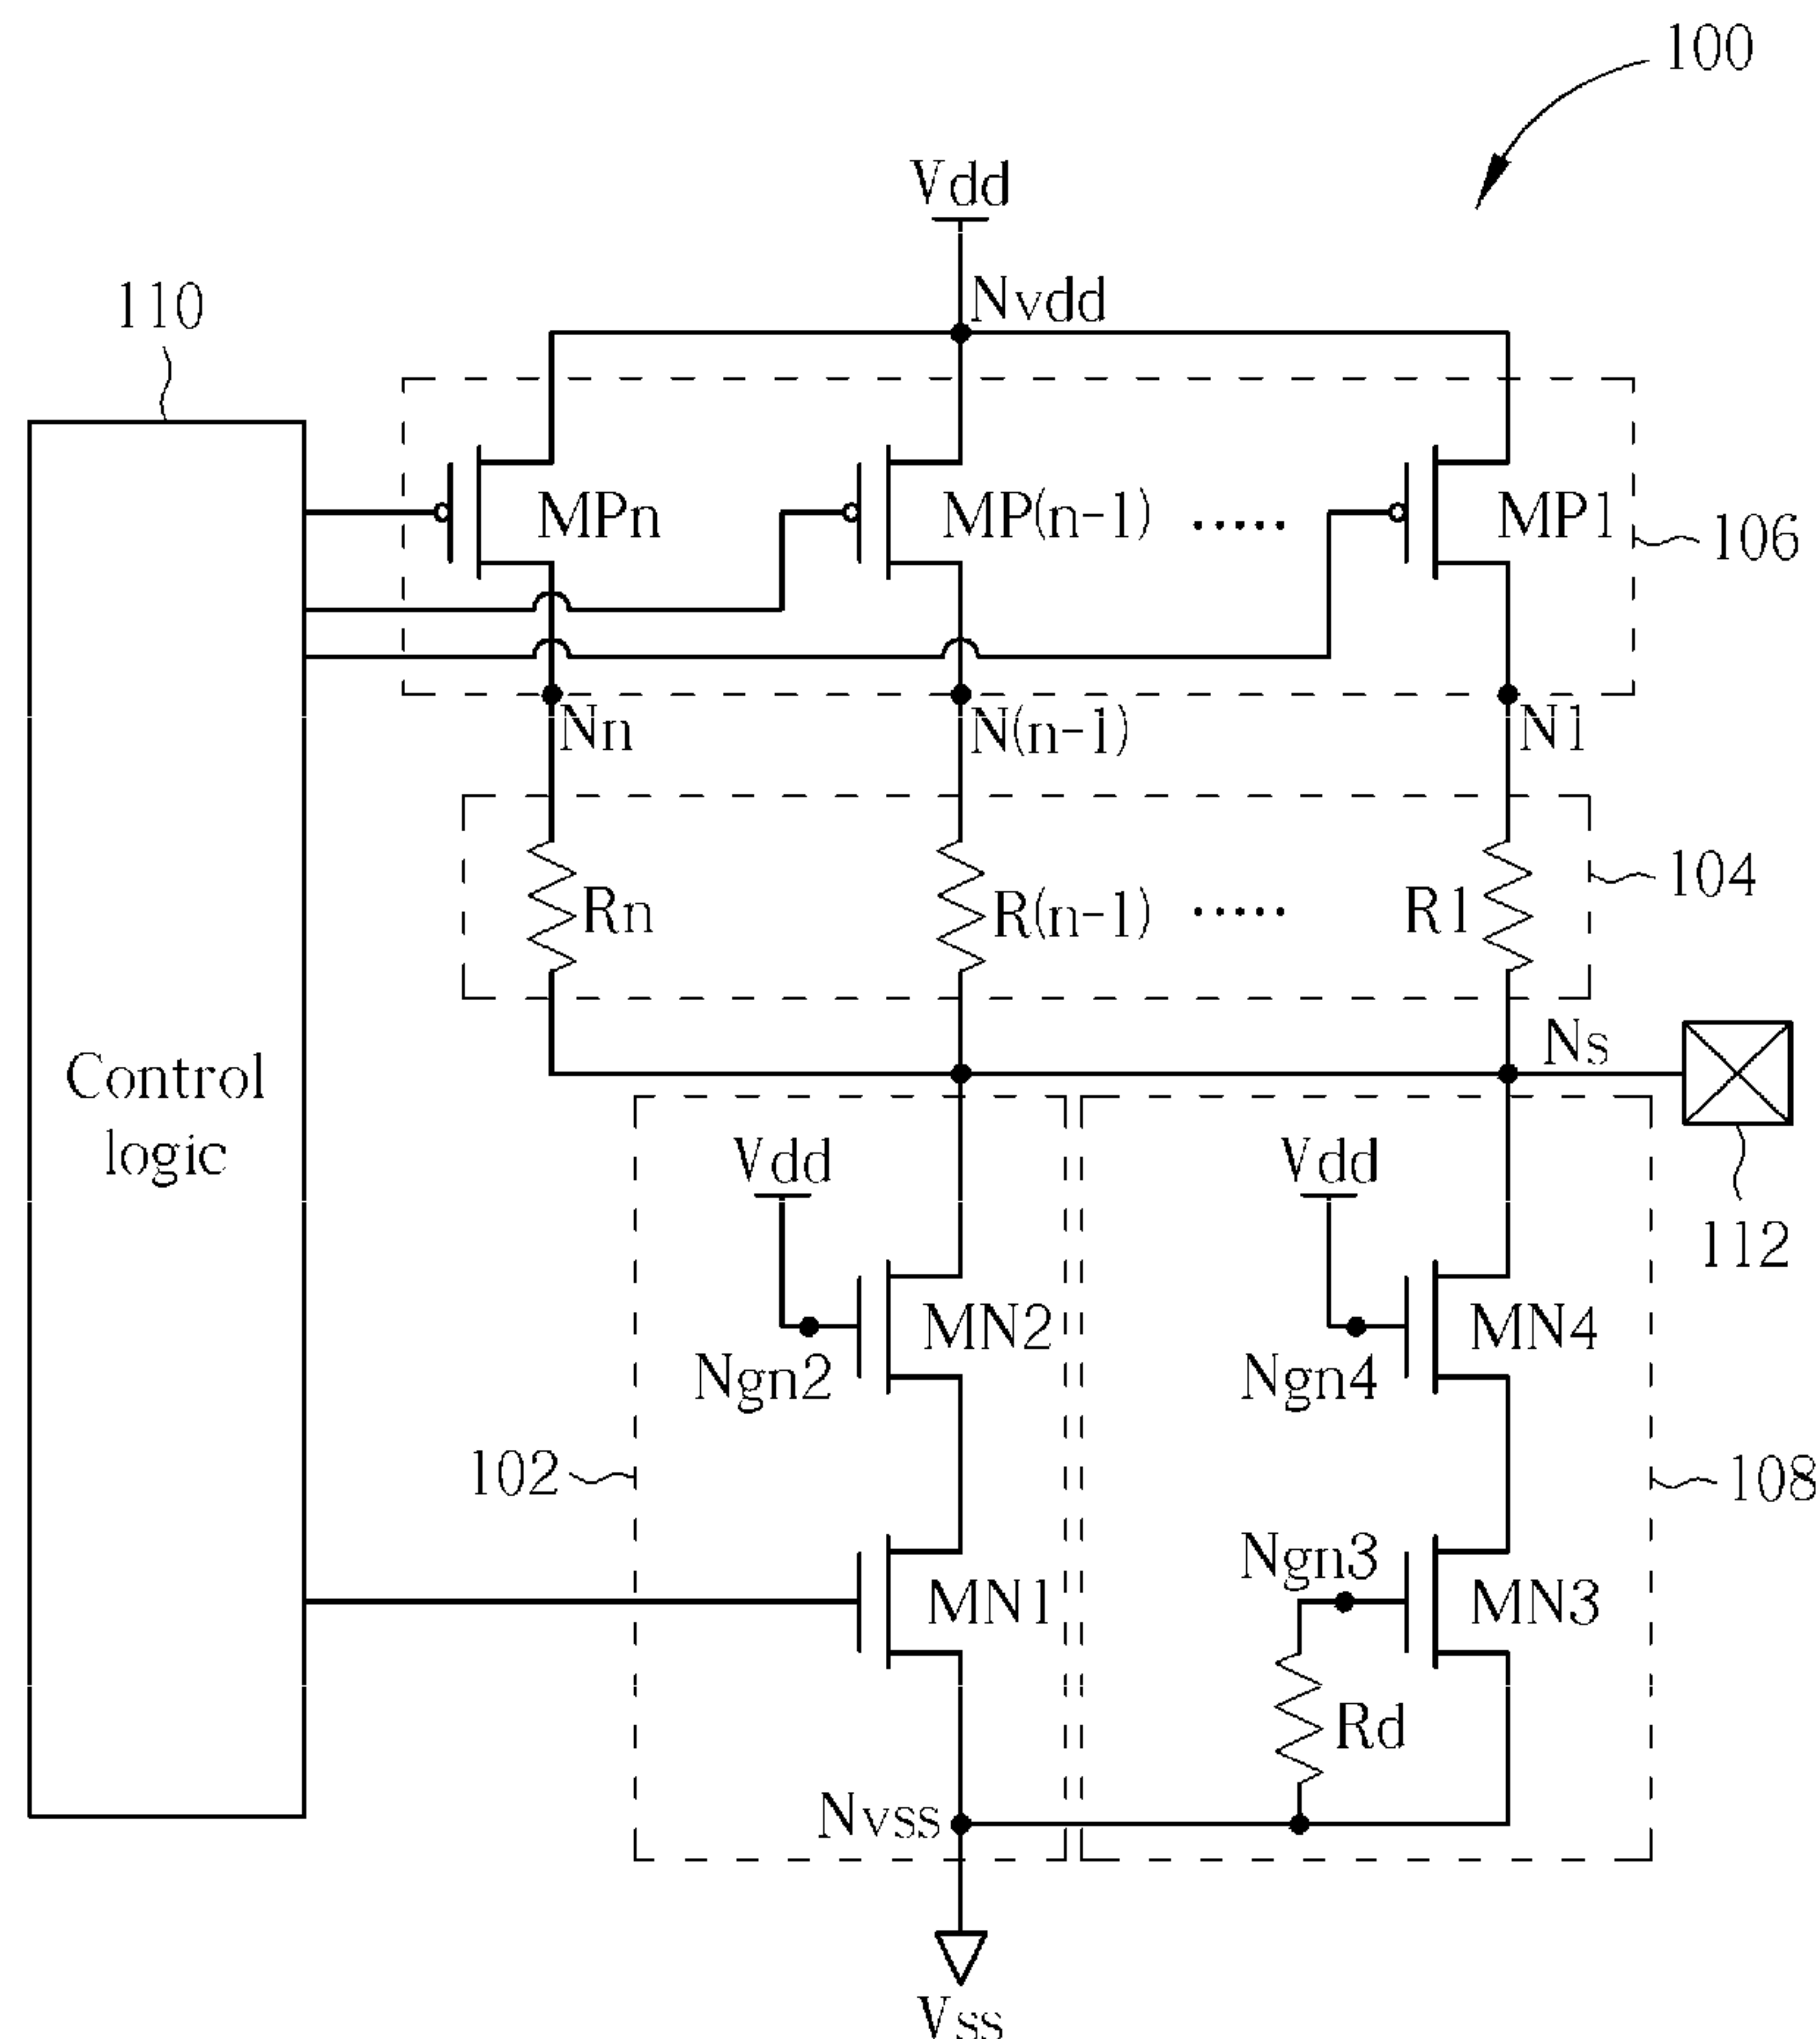 100
Vdd
Nvdd
110
MPn
MP(n-1)
.....
MP1
106
Nn
N(n-1)
N1
Rn
R(n-1)
.....
R1
104
Control
logic
Ns
112
Vdd
Vdd
MN2
MN4
Ngn2
Ngn4
102
108
Ngn3
MN1
MN3
Rd
Nvss
Vss